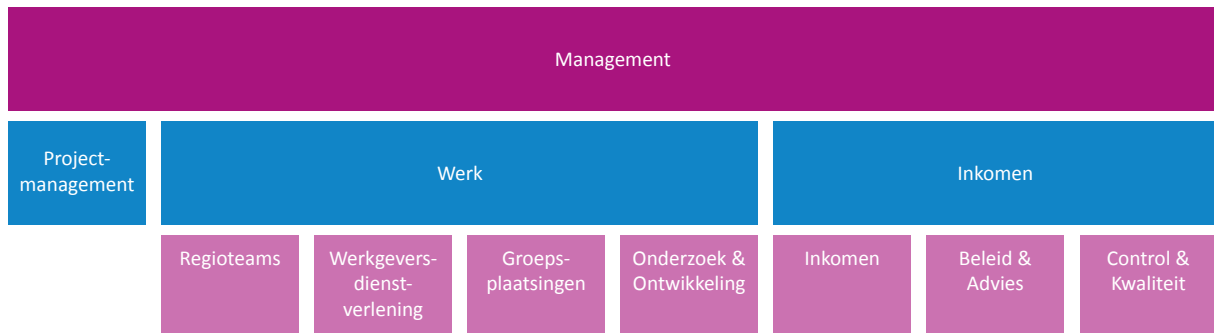 Management
Project-
management
Werk
Inkomen
Regioteams
Werkgevers-
dienst-
verlening
Groeps-
plaatsingen
Onderzoek &
Ontwikkeling
Inkomen
Beleid &
Advies
Control &
Kwaliteit